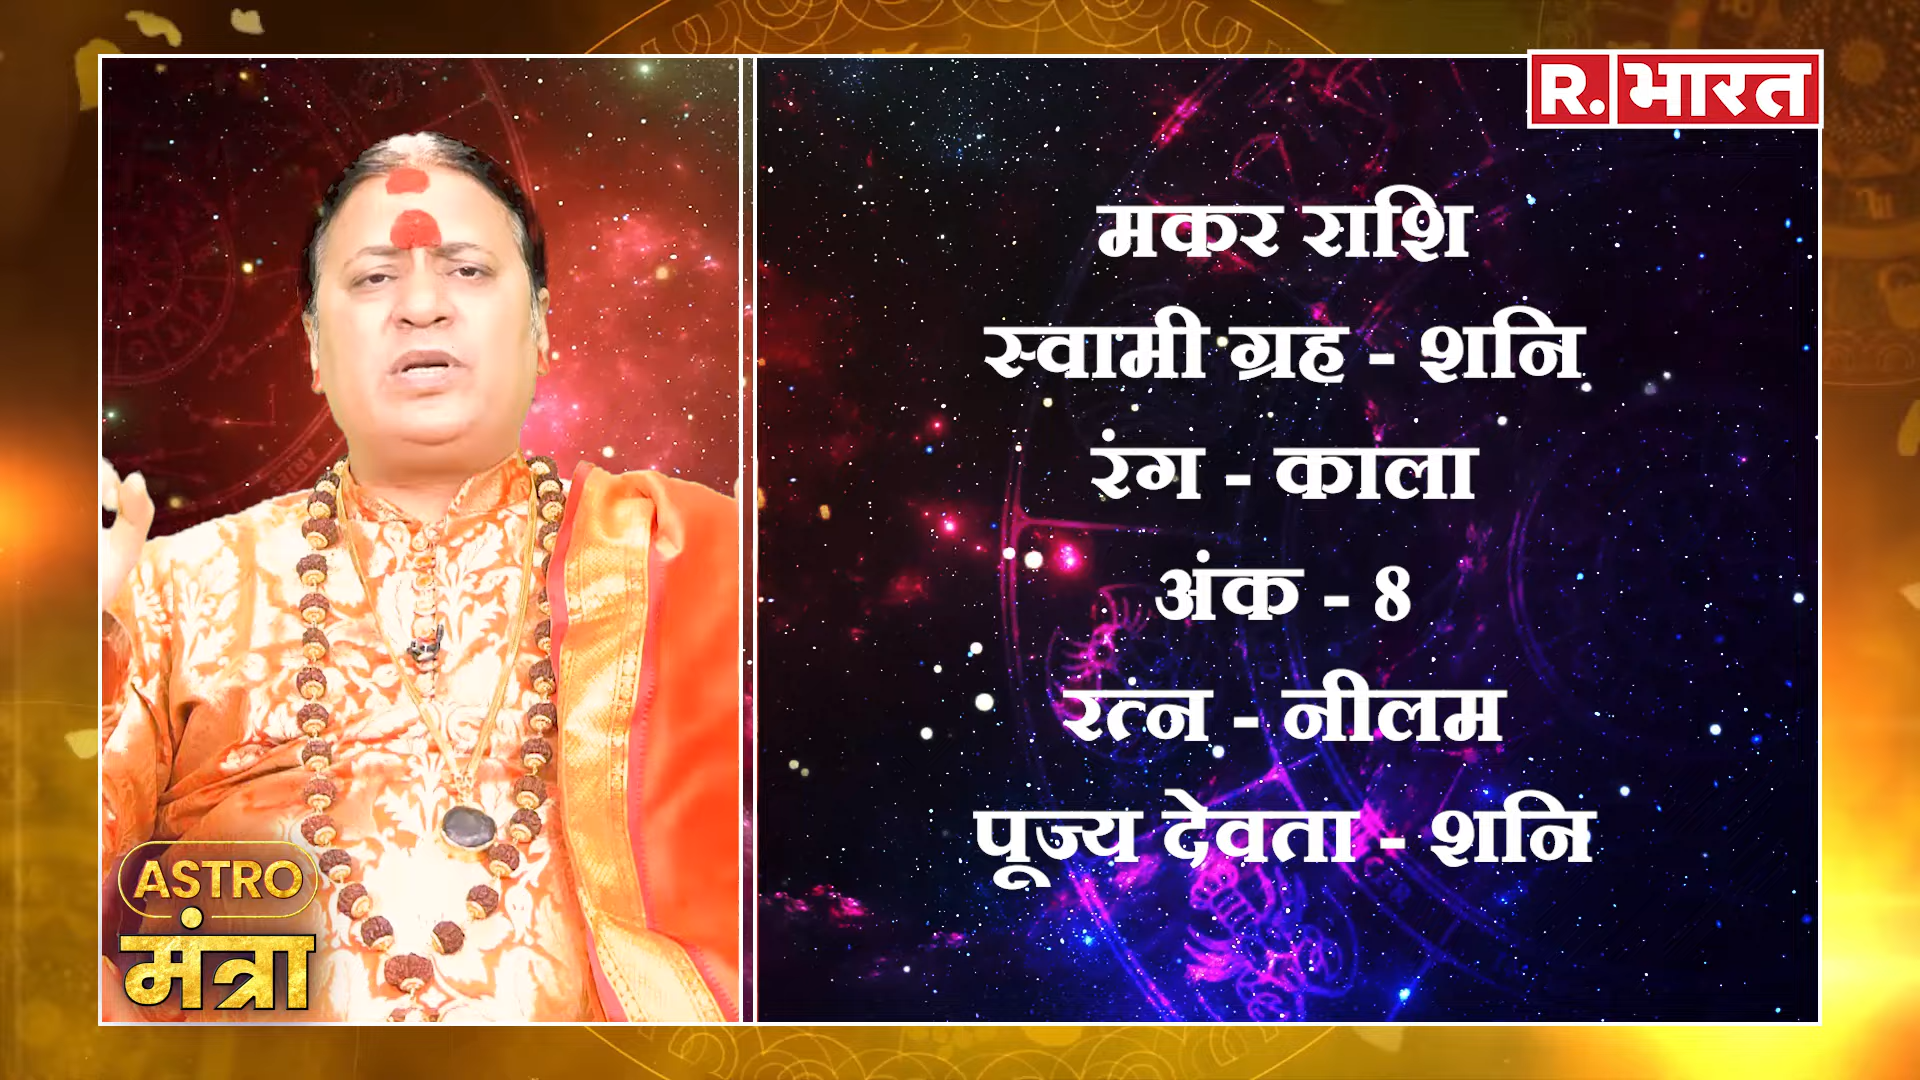 R. भारत
मकर राशि
स्वामी ग्रह - शनि
रंग - काला
अंक - 8
रत्न - नीलम
पूज्य देवता - शनि
ASTRO
मंत्रा